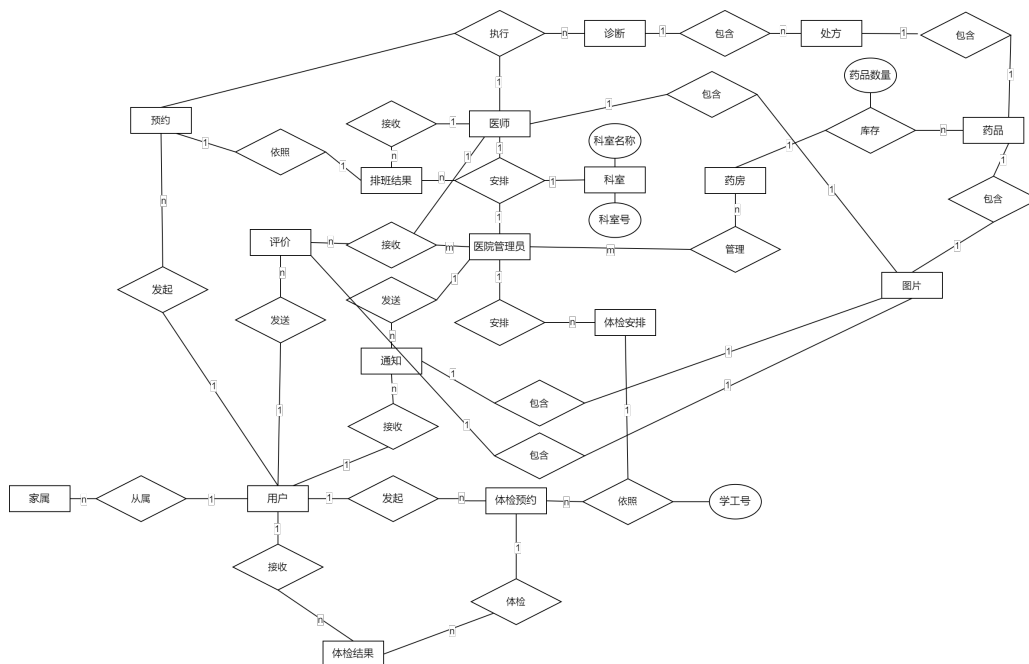 执行
n
诊断
1
包含
n
处方
1
包含
1
药品数量
1
1
包含
预约
接收
1
医师
1
库存
n
药品
科室名称
1
1
依照
n
1
1
1
1
排班结果
n
安排
1
科室
药房
1
包含
n
1
n
科室号
1
评价
n
接收
m
医院管理员
m
管理
1
n
1
1
发起
发送
图片
n
发送
安排
n
体检安排
通知
1
1
1
1
n
包含
1
1
接收
1
1
包含
1
家属
n
从属
1
用户
1
发起
n
体检预约
n
依照
学工号
1
1
接收
体检
n
n
体检结果